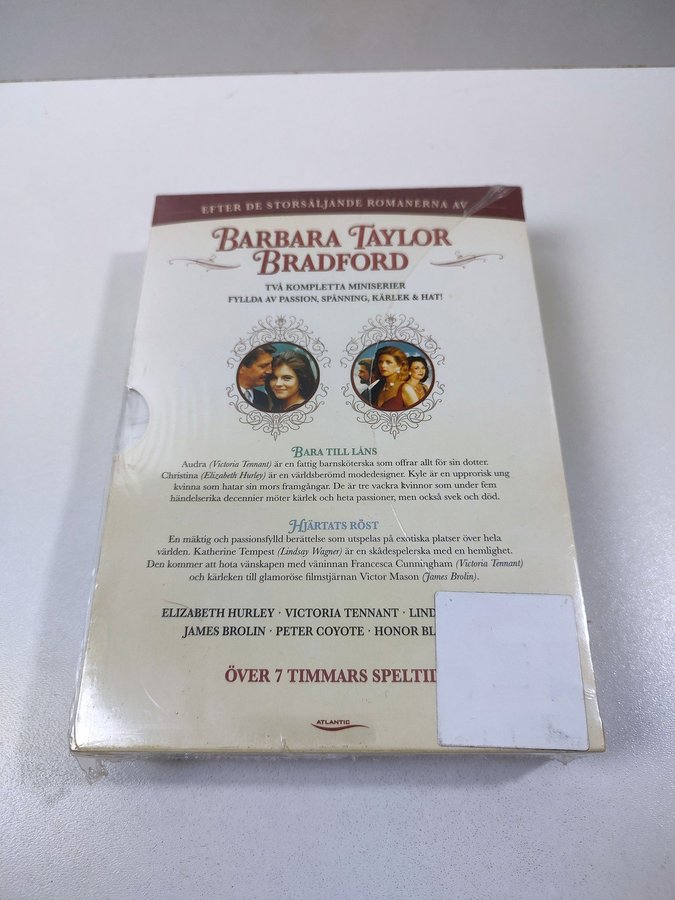 EFTER DE STORSÄLJANDE ROMANERNA AV
BARBARA TAYLOR
BRADFORD
TVÅ KOMPLETTA MINISERIER
FYLLDA AV PASSION, SPÄNNING, KÄRLEK & HAT!
BARA TILL LÅNS
Audra (Victoria Tennant) är en fattig barnsköterska som offrar allt för sin dotter.
Christina (Elizabeth Hurley) är en världsberömd modedesigner. Kyle är en upprorisk ung
kvinna som hatar sin mors framgångar. De är tre vackra kvinnor som under fem
händelserika decennier möter kärlek och heta passioner, men också svek och död.
HJÄRTATS RÖST
En mäktig och passionsfylld berättelse som utspelas på exotiska platser över hela
världen. Katherine Tempest (Lindsay Wagner) är en skådespelerska med en hemlighet.
Den kommer att hota vänskapen med väninnan Francesca Cunningham (Victoria Tennant)
och kärleken till glamoröse filmstjärnan Victor Mason (James Brolin).
ELIZABETH HURLEY · VICTORIA TENNANT ·
JAMES BROLIN · PETER COYOTE · HONOR
ÖVER 7 TIMMARS
ATLANTIC